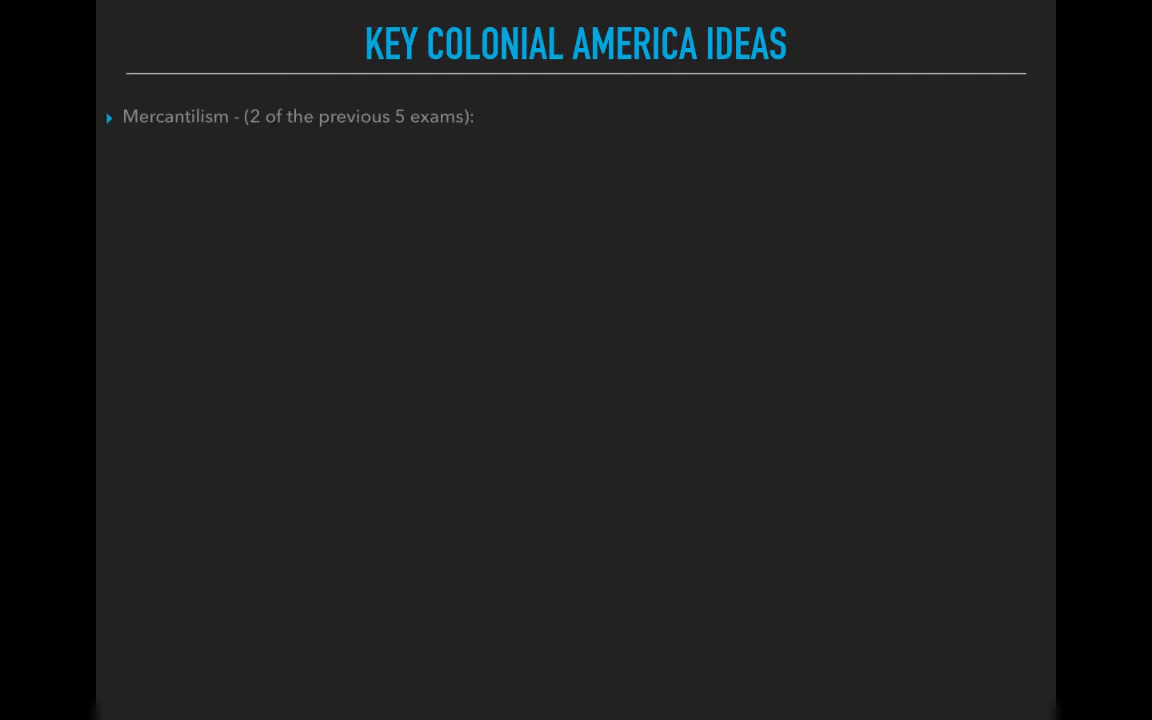 KEY COLONIAL AMERICA IDEAS
Mercantilism - (2 of the previous 5 exams):